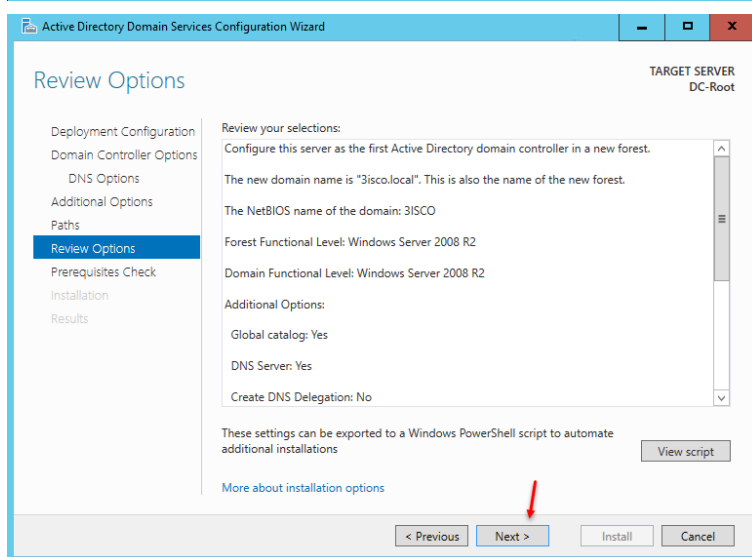 Active Directory Domain Services Configuration Wizard
Review Options
TARGET SERVER
DC-Root
Deployment Configuration
Domain Controller Options
DNS Options
Additional Options
Paths
Review Options
Prerequisites Check
Installation
Results
Review your selections:
Configure this server as the first Active Directory domain controller in a new forest.
The new domain name is "3isco.local". This is also the name of the new forest.
The NetBIOS name of the domain: 3ISCO
Forest Functional Level: Windows Server 2008 R2
Domain Functional Level: Windows Server 2008 R2
Additional Options:
Global catalog: Yes
DNS Server: Yes
Create DNS Delegation: No
These settings can be exported to a Windows PowerShell script to automate
additional installations
View script
More about installation options
< Previous
Next >
Install
Cancel